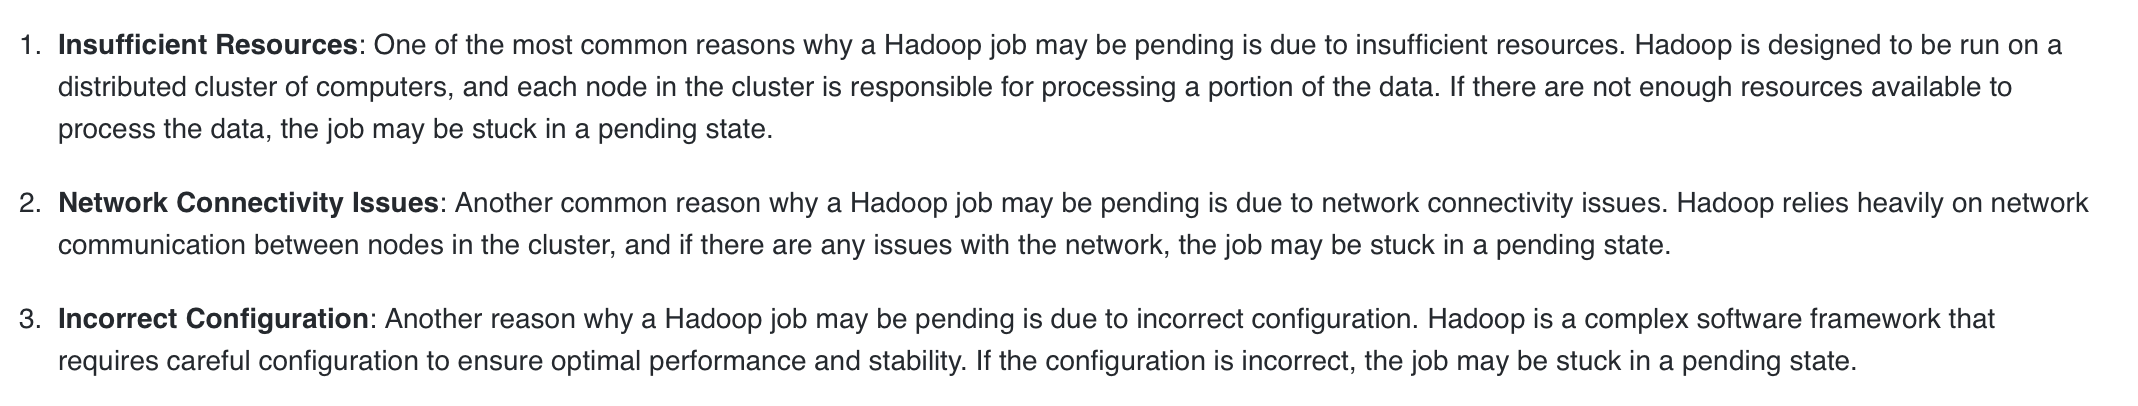 1. Insufficient Resources: One of the most common reasons why a Hadoop job may be pending is due to insufficient resources. Hadoop is designed to be run on a
distributed cluster of computers, and each node in the cluster is responsible for processing a portion of the data. If there are not enough resources available to
process the data, the job may be stuck in a pending state.
2. Network Connectivity Issues: Another common reason why a Hadoop job may be pending is due to network connectivity issues. Hadoop relies heavily on network
communication between nodes in the cluster, and if there are any issues with the network, the job may be stuck in a pending state.
3. Incorrect Configuration: Another reason why a Hadoop job may be pending is due to incorrect configuration. Hadoop is a complex software framework that
requires careful configuration to ensure optimal performance and stability. If the configuration is incorrect, the job may be stuck in a pending state.